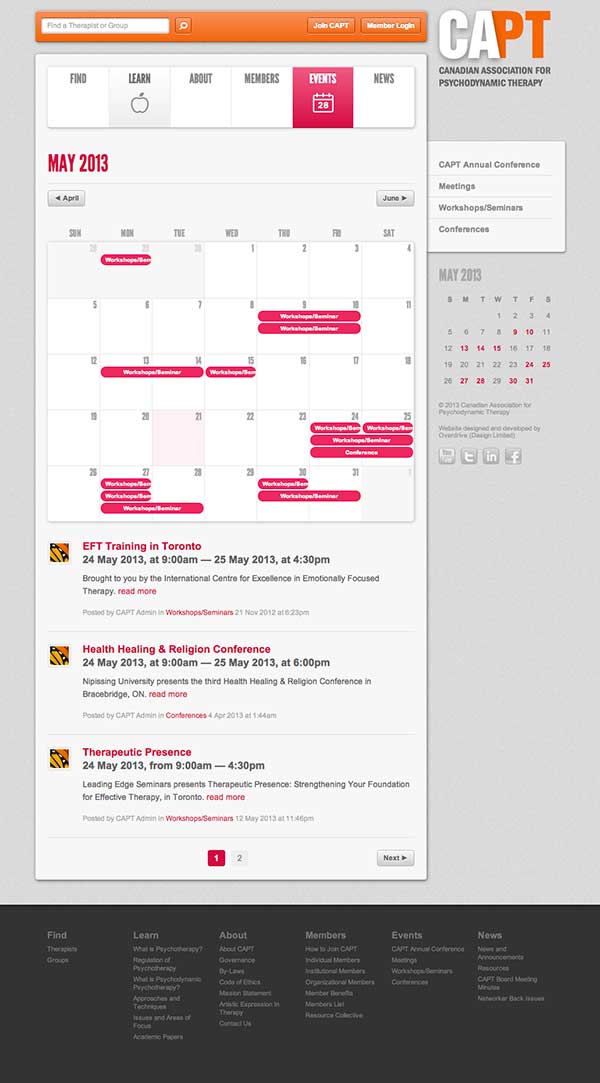 Find a Therapist or Group
Join CAPT
Member Login
CAPT
CANADIAN ASSOCIATION FOR
PSYCHODYNAMIC THERAPY
FIND
LEARN
ABOUT
MEMBERS
EVENTS
28
NEWS
MAY 2013
◀ April
June ▶
SUN MON TUE WED THU FRI SAT
28 29 30 1 2 3 4
Workshops/Sem
5 6 7 8 9 10 11
Workshops/Seminar
Workshops/Seminar
12 13 14 15 16 17 18
Workshops/Seminar
Workshops/Sem
19 20 21 22 23 24 25
Workshops/Sem
Workshops/Sem
Workshops/Seminar
Conference
26 27 28 29 30 31 1
Workshops/Sem
Workshops/Sem
Workshops/Sem
Workshops/Seminar
Workshops/Seminar
EFT Training in Toronto
24 May 2013, at 9:00am — 25 May 2013, at 4:30pm
Brought to you by the International Centre for Excellence in Emotionally Focused
Therapy. read more
Posted by CAPT Admin in Workshops/Seminars 21 Nov 2012 at 6:23pm
Health Healing & Religion Conference
24 May 2013, at 9:00am — 25 May 2013, at 6:00pm
Nipissing University presents the third Health Healing & Religion Conference in
Bracebridge, ON. read more
Posted by CAPT Admin in Conferences 4 Apr 2013 at 1:44am
Therapeutic Presence
24 May 2013, from 9:00am — 4:30pm
Leading Edge Seminars presents Therapeutic Presence: Strengthening Your Foundation
for Effective Therapy, in Toronto. read more
Posted by CAPT Admin in Workshops/Seminars 12 May 2013 at 11:46pm
1 2
Next ▶
CAPT Annual Conference
Meetings
Workshops/Seminars
Conferences
MAY 2013
S M T W T F S
1 2 3 4
5 6 7 8 9 10 11
12 13 14 15 16 17 18
19 20 21 22 23 24 25
26 27 28 29 30 31
© 2013 Canadian Association for
Psychodynamic Therapy
Website designed and developed by
Overdrive (Design Limited)
You
Tube
t
in
f
Find
Therapists
Groups
Learn
What is Psychotherapy?
Regulation of
Psychotherapy
What is Psychodynamic
Psychotherapy?
Approaches and
Techniques
Issues and Areas of
Focus
Academic Papers
About
About CAPT
Governance
By-Laws
Code of Ethics
Mission Statement
Artistic Expression In
Therapy
Contact Us
Members
How to Join CAPT
Individual Members
Institutional Members
Organizational Members
Member Benefits
Members List
Resource Collective
Events
CAPT Annual Conference
Meetings
Workshops/Seminars
Conferences
News
News and
Announcements
Resources
CAPT Board Meeting
Minutes
Networker Back Issues